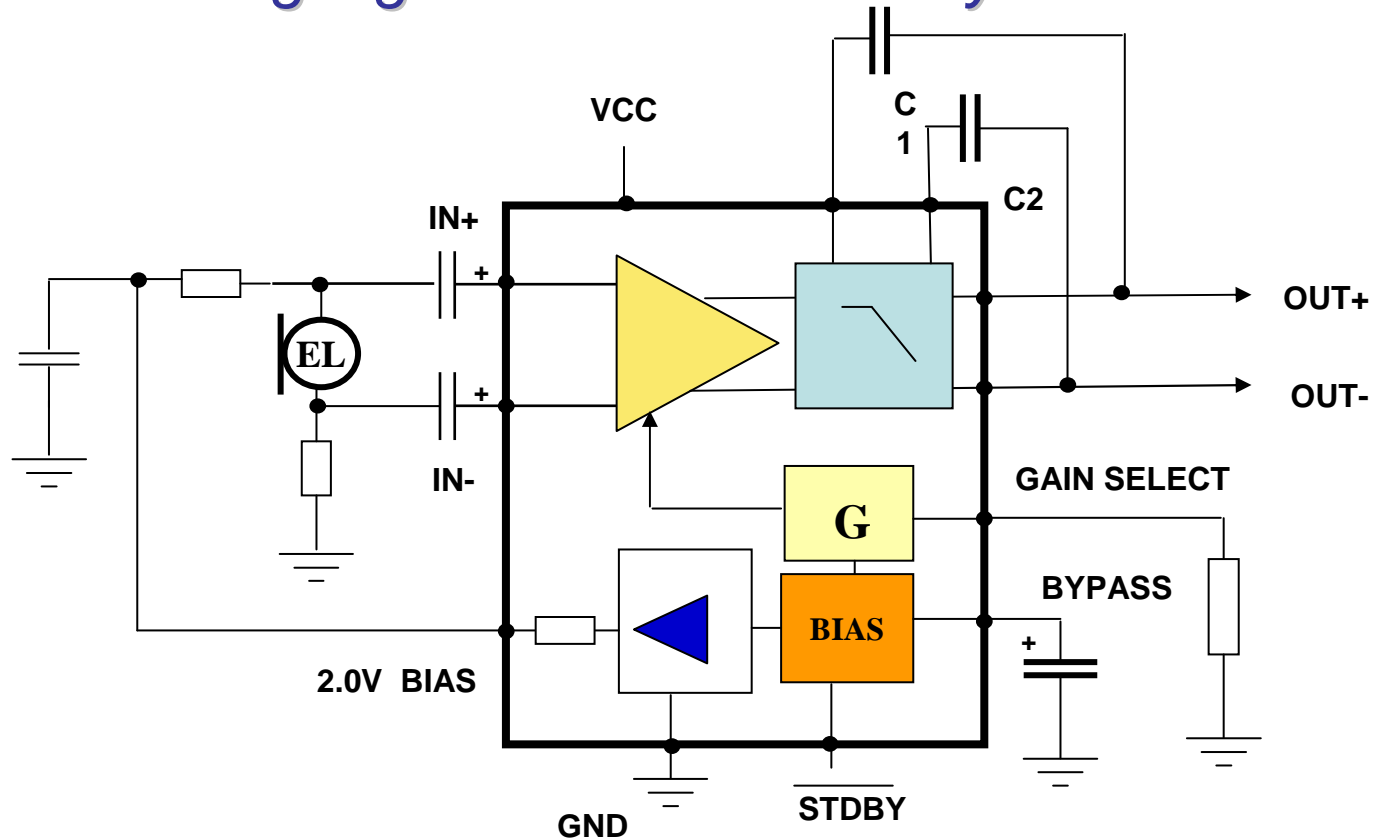 VCC
C
1
C2
IN+
+
EL
+
IN-
OUT+
OUT-
GAIN SELECT
G
BYPASS
BIAS
+
2.0V BIAS
STDBY
GND